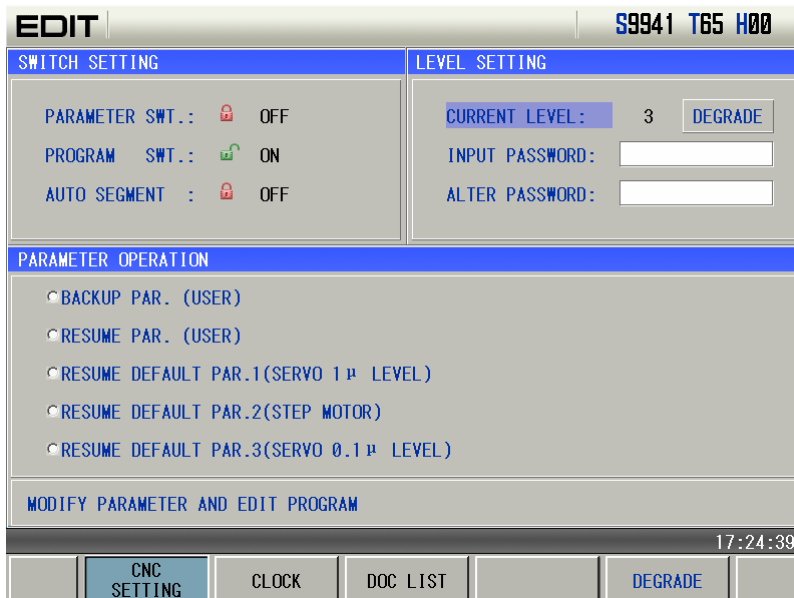 EDIT
S9941 T65 H00
SWITCH SETTING
PARAMETER SWT.: OFF
PROGRAM SWT.: ON
AUTO SEGMENT : OFF
LEVEL SETTING
CURRENT LEVEL: 3 DEGRADE
INPUT PASSWORD:
ALTER PASSWORD:
PARAMETER OPERATION
BACKUP PAR. (USER)
RESUME PAR. (USER)
RESUME DEFAULT PAR.1(SERVO 1μ LEVEL)
RESUME DEFAULT PAR.2(STEP MOTOR)
RESUME DEFAULT PAR.3(SERVO 0.1μ LEVEL)
MODIFY PARAMETER AND EDIT PROGRAM
17:24:39
CNC
SETTING
CLOCK
DOC LIST
DEGRADE